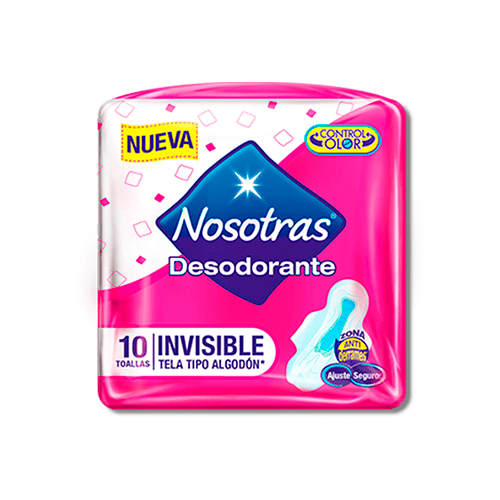 NUEVA
CONTROL
OLOR
Nosotras®
Desodorante
10
TOALLAS
INVISIBLE
TELA TIPO ALGODÓN*
ZONA
ANTI
derrames
Ajuste Seguro